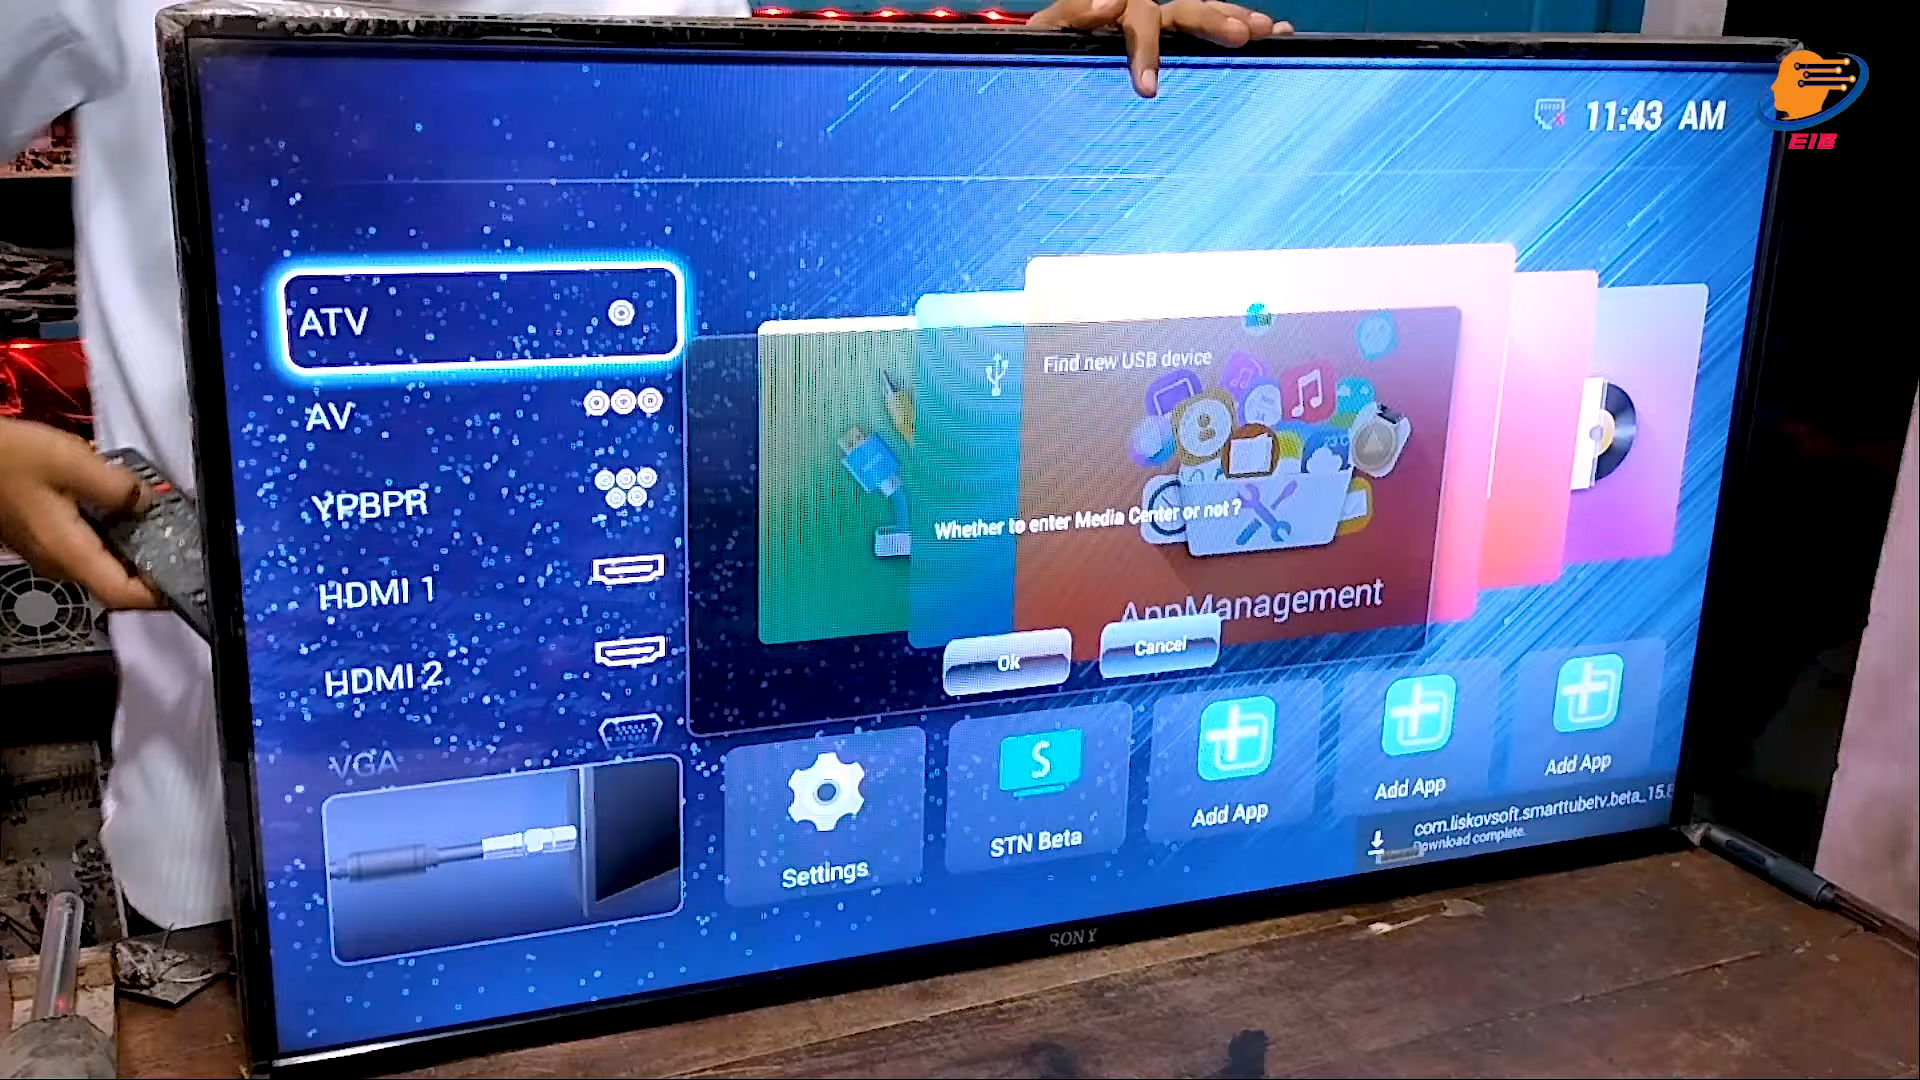 11:43 AM
EIB
ATV
AV
YPBPR
HDMI 1
HDMI 2
VGA
Find new USB device
Whether to enter Media Center or not ?
AppManagement
Ok
Cancel
Settings
S
STN Beta
Add App
Add App
Add App
com.liskovsoft.smarttubetv.beta_15.
Download complete.
SONY